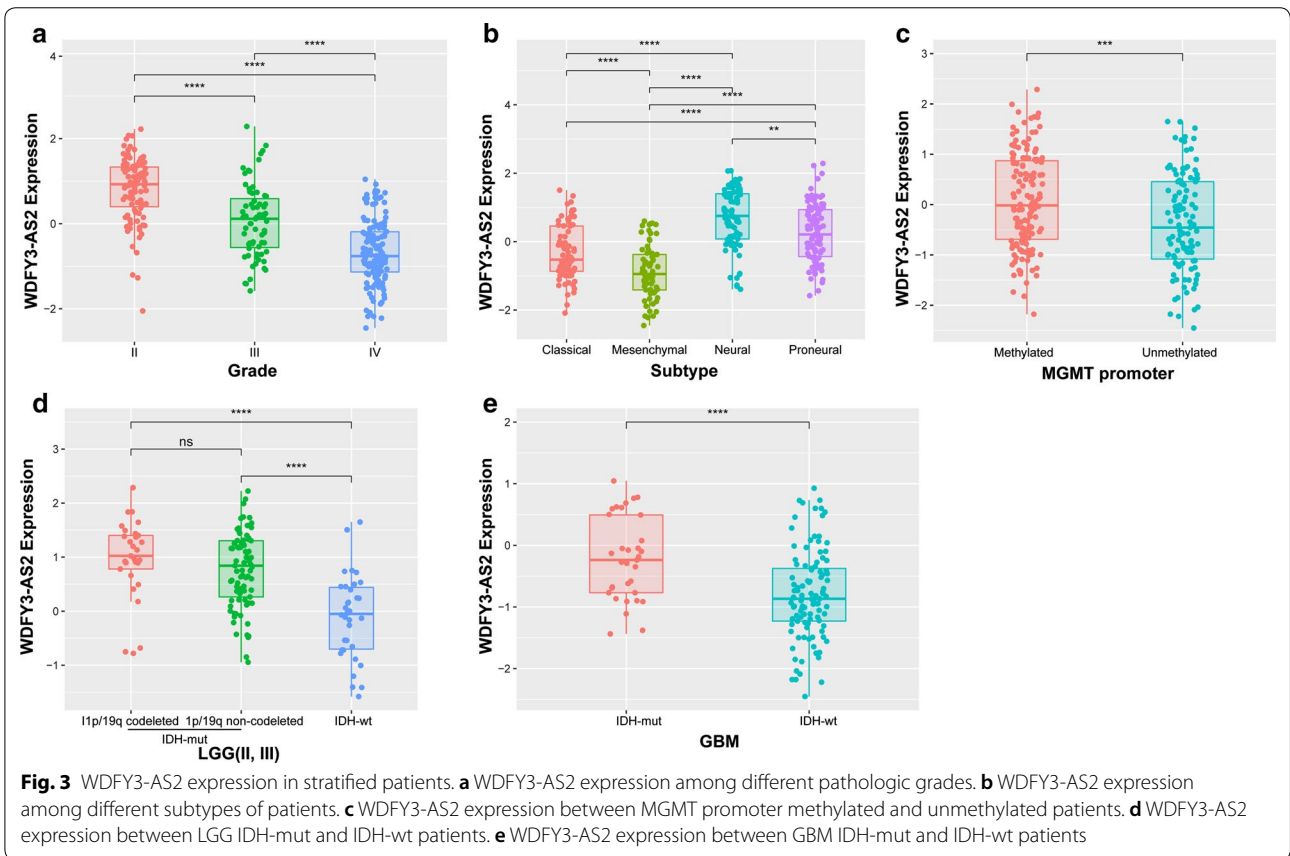 a
****
****
****
4
2
0
−2
WDFY3-AS2 Expression
II III IV
Grade
b
****
****
****
****
****
**
4
2
0
−2
WDFY3-AS2 Expression
Classical Mesenchymal Neural Proneural
Subtype
c
***
3
2
1
0
−1
−2
WDFY3-AS2 Expression
Methylated Unmethylated
MGMT promoter
d
****
ns
****
3
2
1
0
−1
WDFY3-AS2 Expression
I1p/19q codeleted 1p/19q non-codeleted IDH-wt
IDH-mut
LGG(II, III)
e
****
2
1
0
−1
−2
WDFY3-AS2 Expression
IDH-mut IDH-wt
GBM
Fig. 3 WDFY3-AS2 expression in stratified patients. a WDFY3-AS2 expression among different pathologic grades. b WDFY3-AS2 expression
among different subtypes of patients. c WDFY3-AS2 expression between MGMT promoter methylated and unmethylated patients. d WDFY3-AS2
expression between LGG IDH-mut and IDH-wt patients. e WDFY3-AS2 expression between GBM IDH-mut and IDH-wt patients